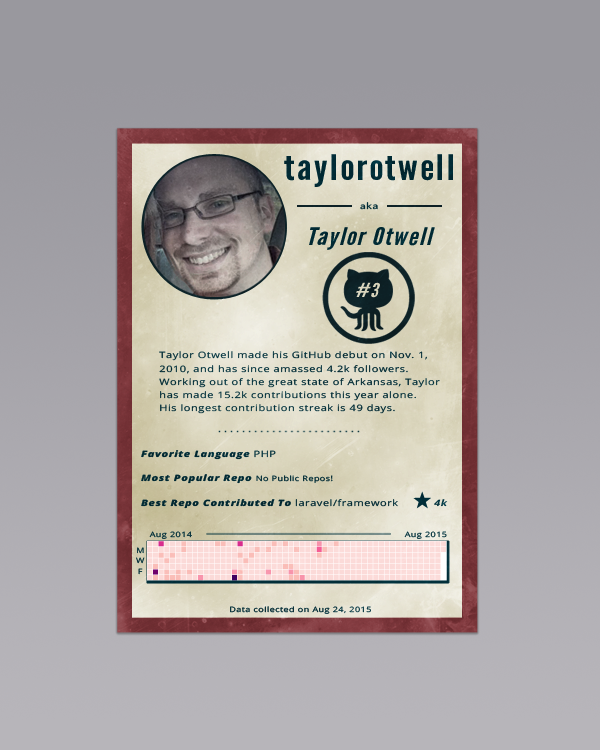 taylorotwell
aka
Taylor Otwell
#3
Taylor Otwell made his GitHub debut on Nov. 1,
2010, and has since amassed 4.2k followers.
Working out of the great state of Arkansas, Taylor
has made 15.2k contributions this year alone.
His longest contribution streak is 49 days.
Favorite Language PHP
Most Popular Repo No Public Repos!
Best Repo Contributed To laravel/framework ★ 4k
Aug 2014 Aug 2015
M
W
F
Data collected on Aug 24, 2015